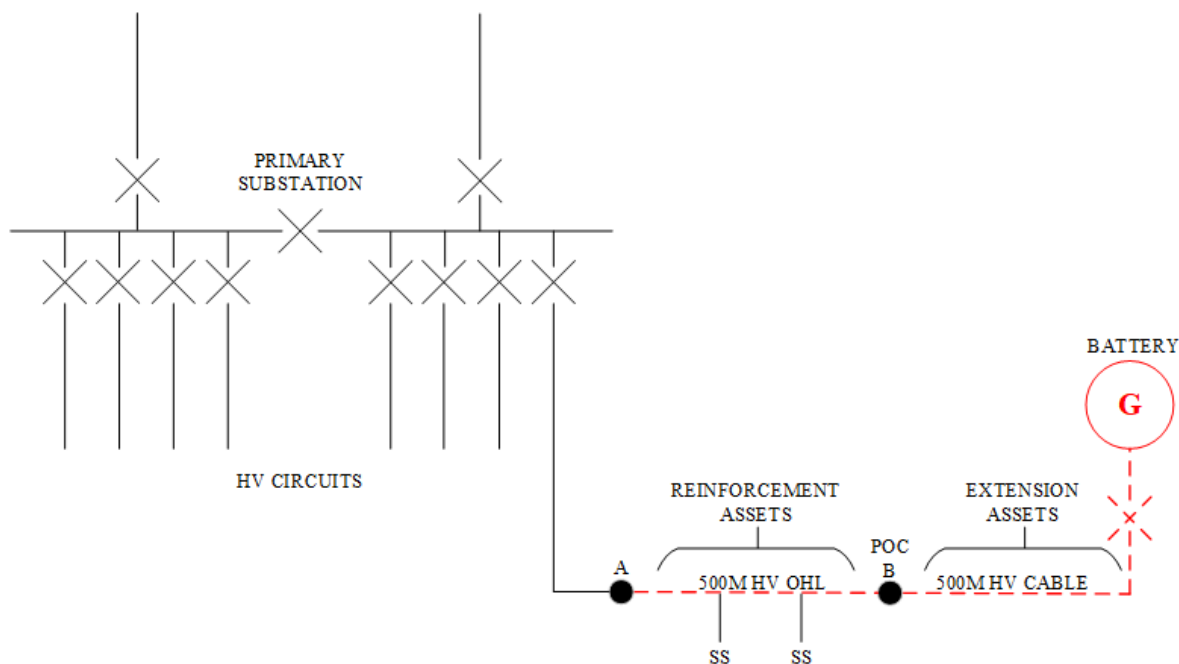 PRIMARY
SUBSTATION
BATTERY
G
HV CIRCUITS
REINFORCEMENT
ASSETS
EXTENSION
ASSETS
A
POC
B
500M HV OHL
500M HV CABLE
SS
SS